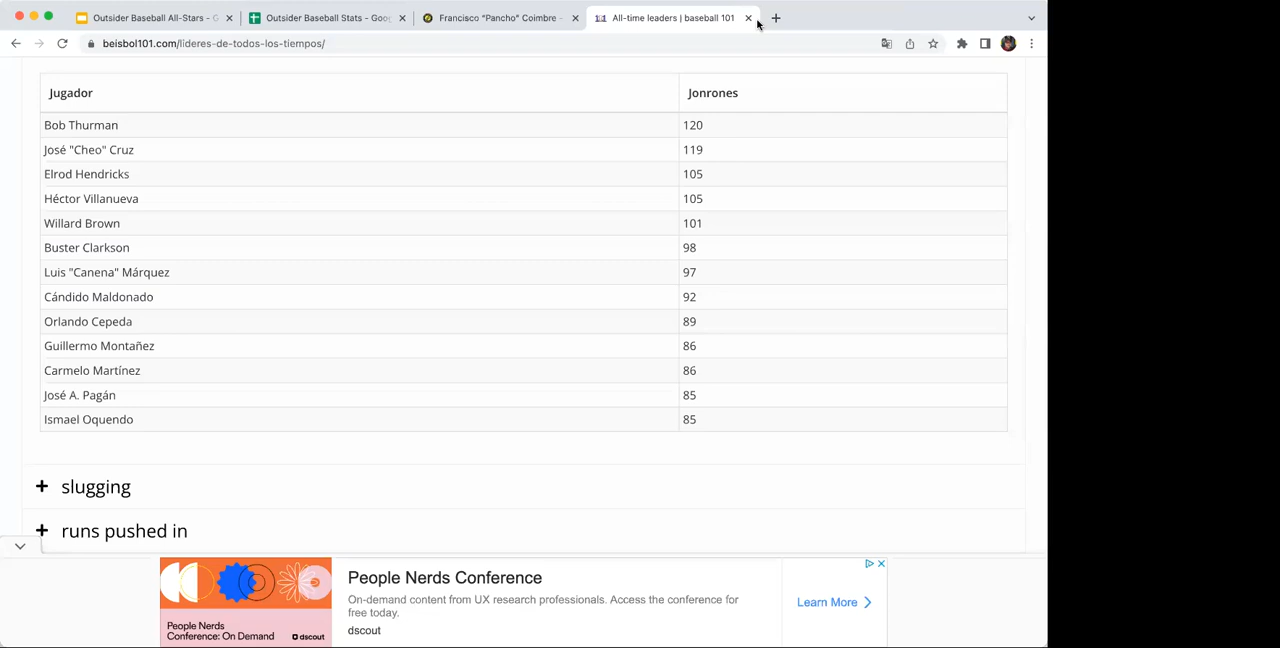 Outsider Baseball All-Stars - G
Outsider Baseball Stats - Goog
Francisco “Pancho” Coimbre -
All-time leaders | baseball 101
beisbol101.com/lideres-de-todos-los-tiempos/
Jugador Jonrones
Bob Thurman 120
José "Cheo" Cruz 119
Elrod Hendricks 105
Héctor Villanueva 105
Willard Brown 101
Buster Clarkson 98
Luis "Canena" Márquez 97
Cándido Maldonado 92
Orlando Cepeda 89
Guillermo Montañez 86
Carmelo Martínez 86
José A. Pagán 85
Ismael Oquendo 85
slugging
runs pushed in
People Nerds
Conference: On Demand
dscout
People Nerds Conference
On-demand content from UX research professionals. Access the conference for
free today.
dscout
Learn More